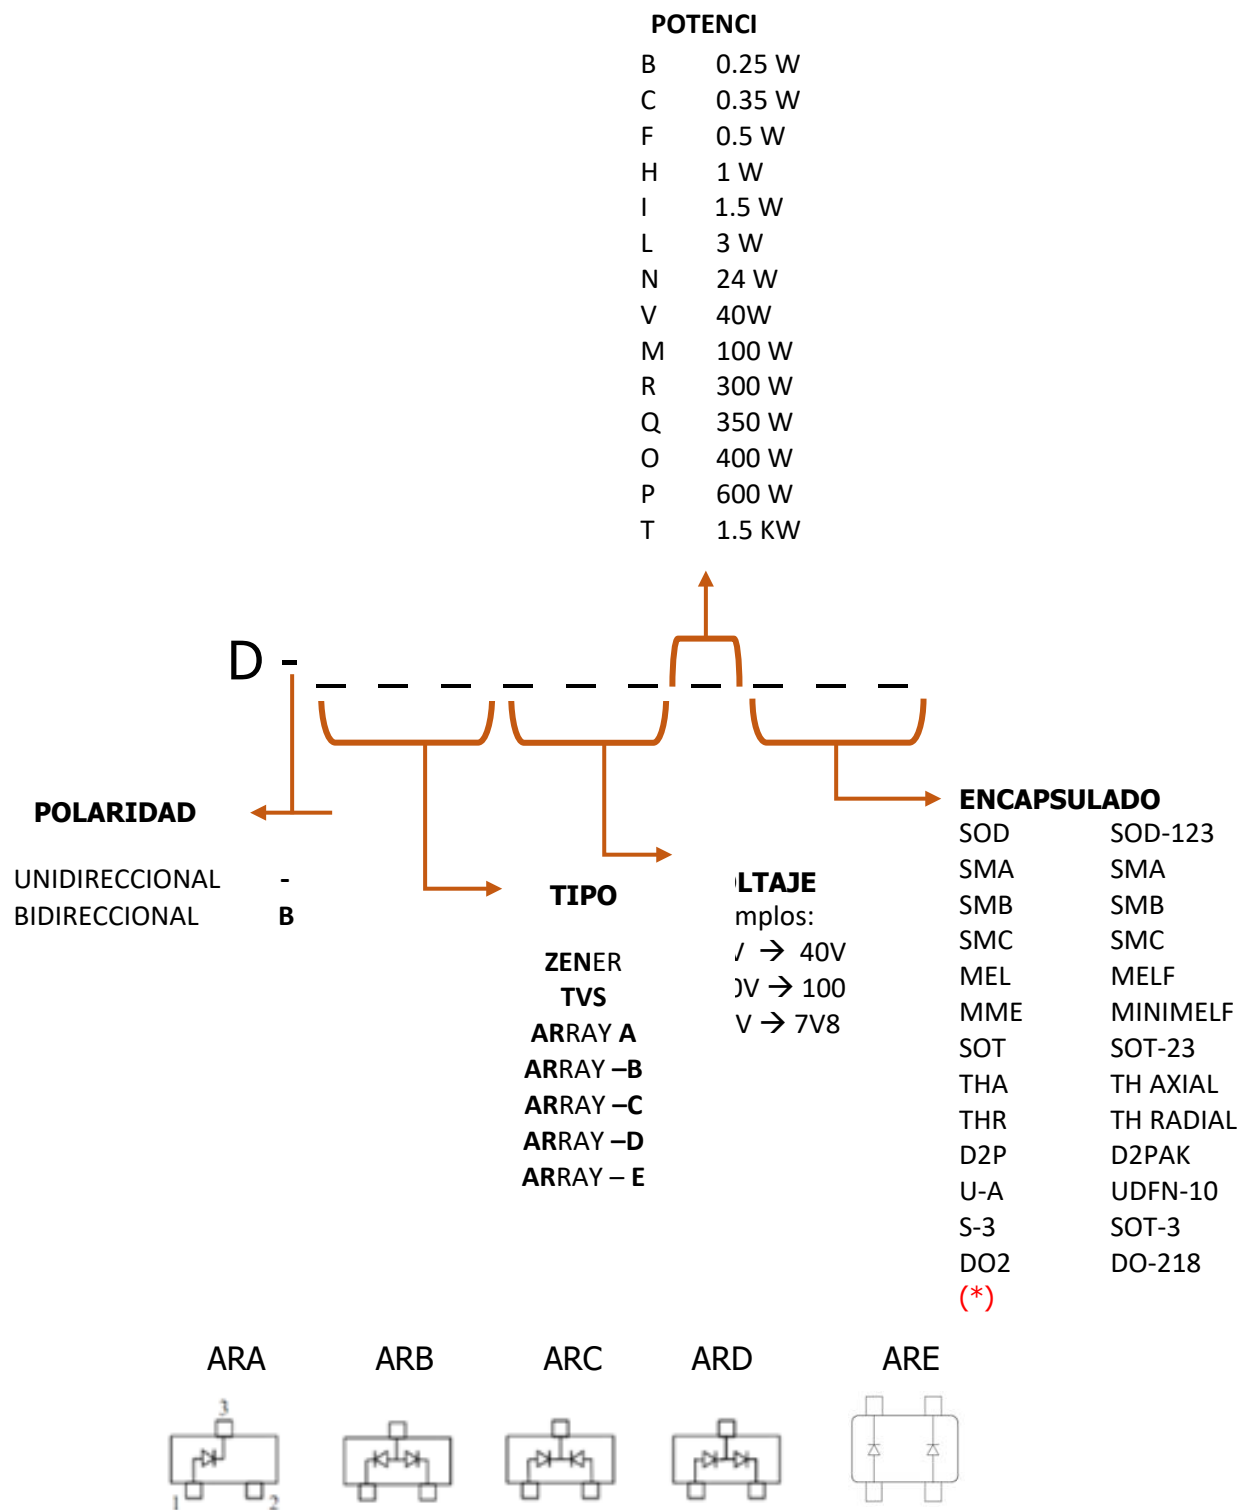 POTENCI
B 0.25 W
C 0.35 W
F 0.5 W
H 1 W
I 1.5 W
L 3 W
N 24 W
V 40W
M 100 W
R 300 W
Q 350 W
O 400 W
P 600 W
T 1.5 KW
D - _ _ _ _ _ _ _ _ _ _
POLARIDAD
UNIDIRECCIONAL -
BIDIRECCIONAL B
TIPO
ZENER
TVS
ARRAY A
ARRAY –B
ARRAY –C
ARRAY –D
ARRAY – E
LTAJE
mplos:
V → 40V
0V → 100
V → 7V8
ENCAPSULADO
SOD SOD-123
SMA SMA
SMB SMB
SMC SMC
MEL MELF
MME MINIMELF
SOT SOT-23
THA TH AXIAL
THR TH RADIAL
D2P D2PAK
U-A UDFN-10
S-3 SOT-3
DO2 DO-218
(*)
ARA ARB ARC ARD ARE
3
1 2